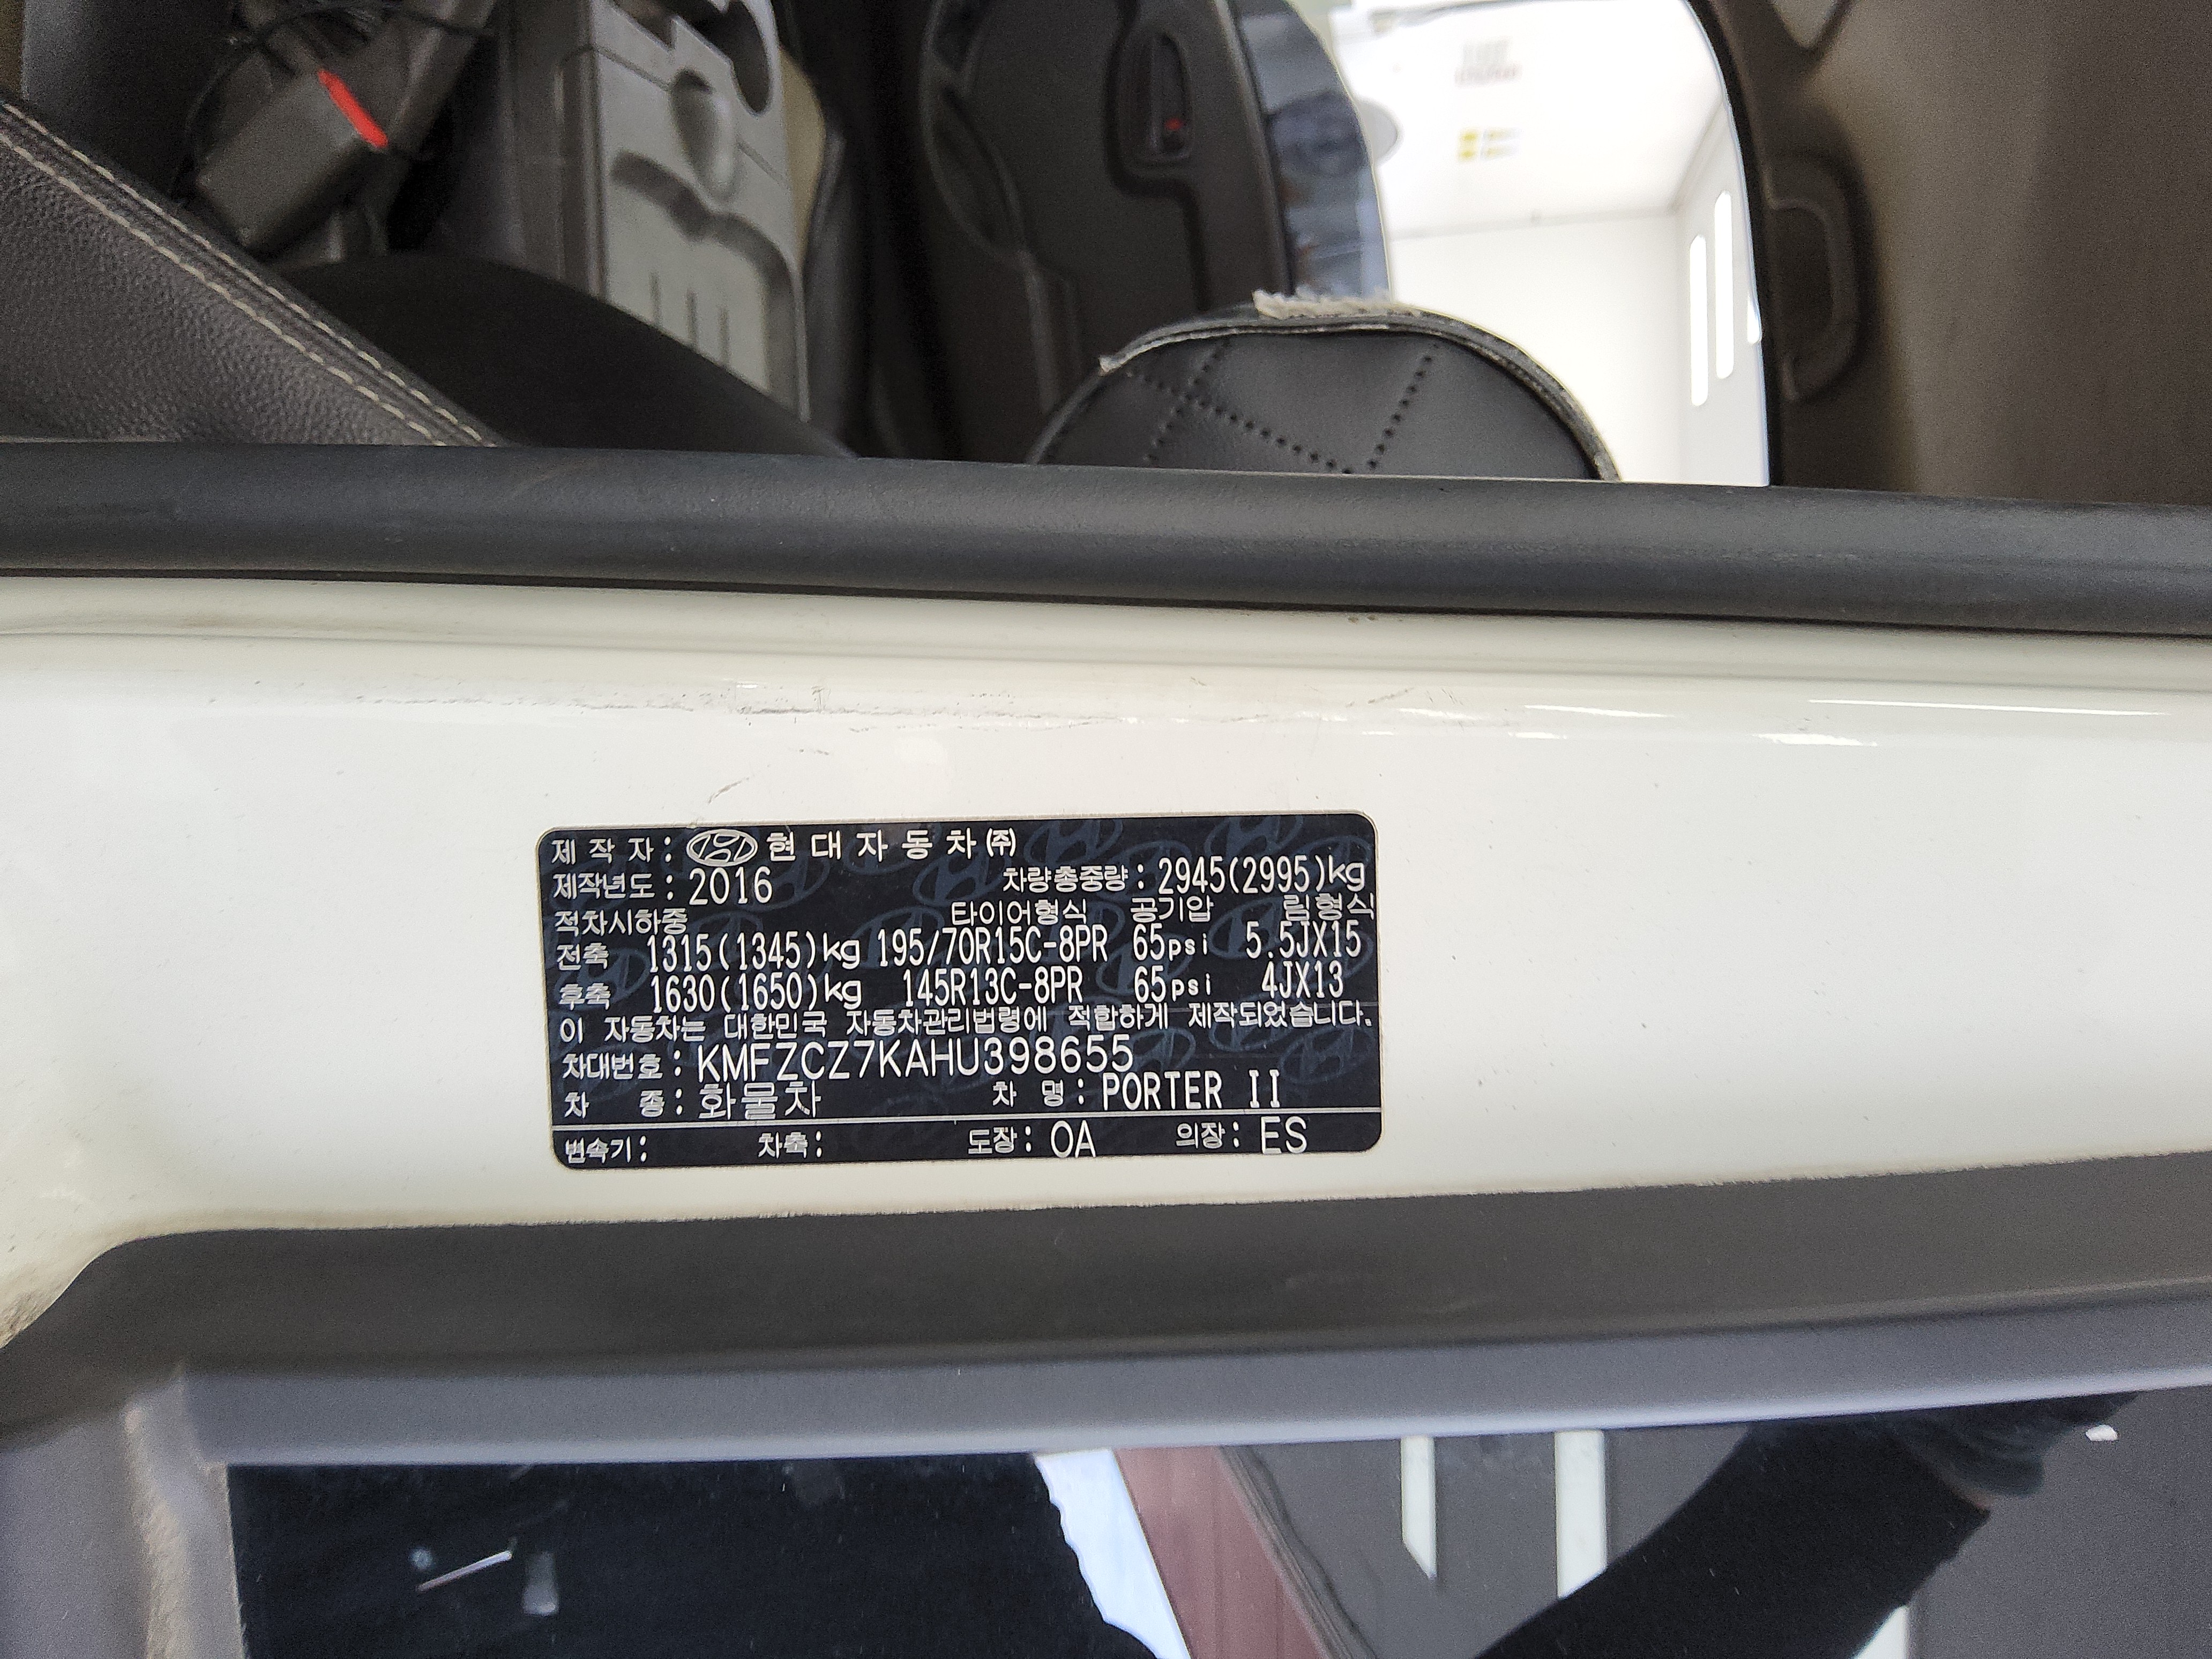 제 작 자 : 현 대 자 동 차 ㈜
제작년도 : 2016 차량총중량 : 2945(2995)kg
적차시하중 타이어형식 공기압 림형식
전축 1315(1345)kg 195/70R15C-8PR 65psi 5.5JX15
후축 1630(1650)kg 145R13C-8PR 65psi 4JX13
이 자동차는 대한민국 자동차관리법령에 적합하게 제작되었습니다.
차대번호 : KMFZCZ7KAHU398655
차 종 : 화물차 차 명 : PORTER II
변속기 : 차축 : 도장 : OA 의장 : ES